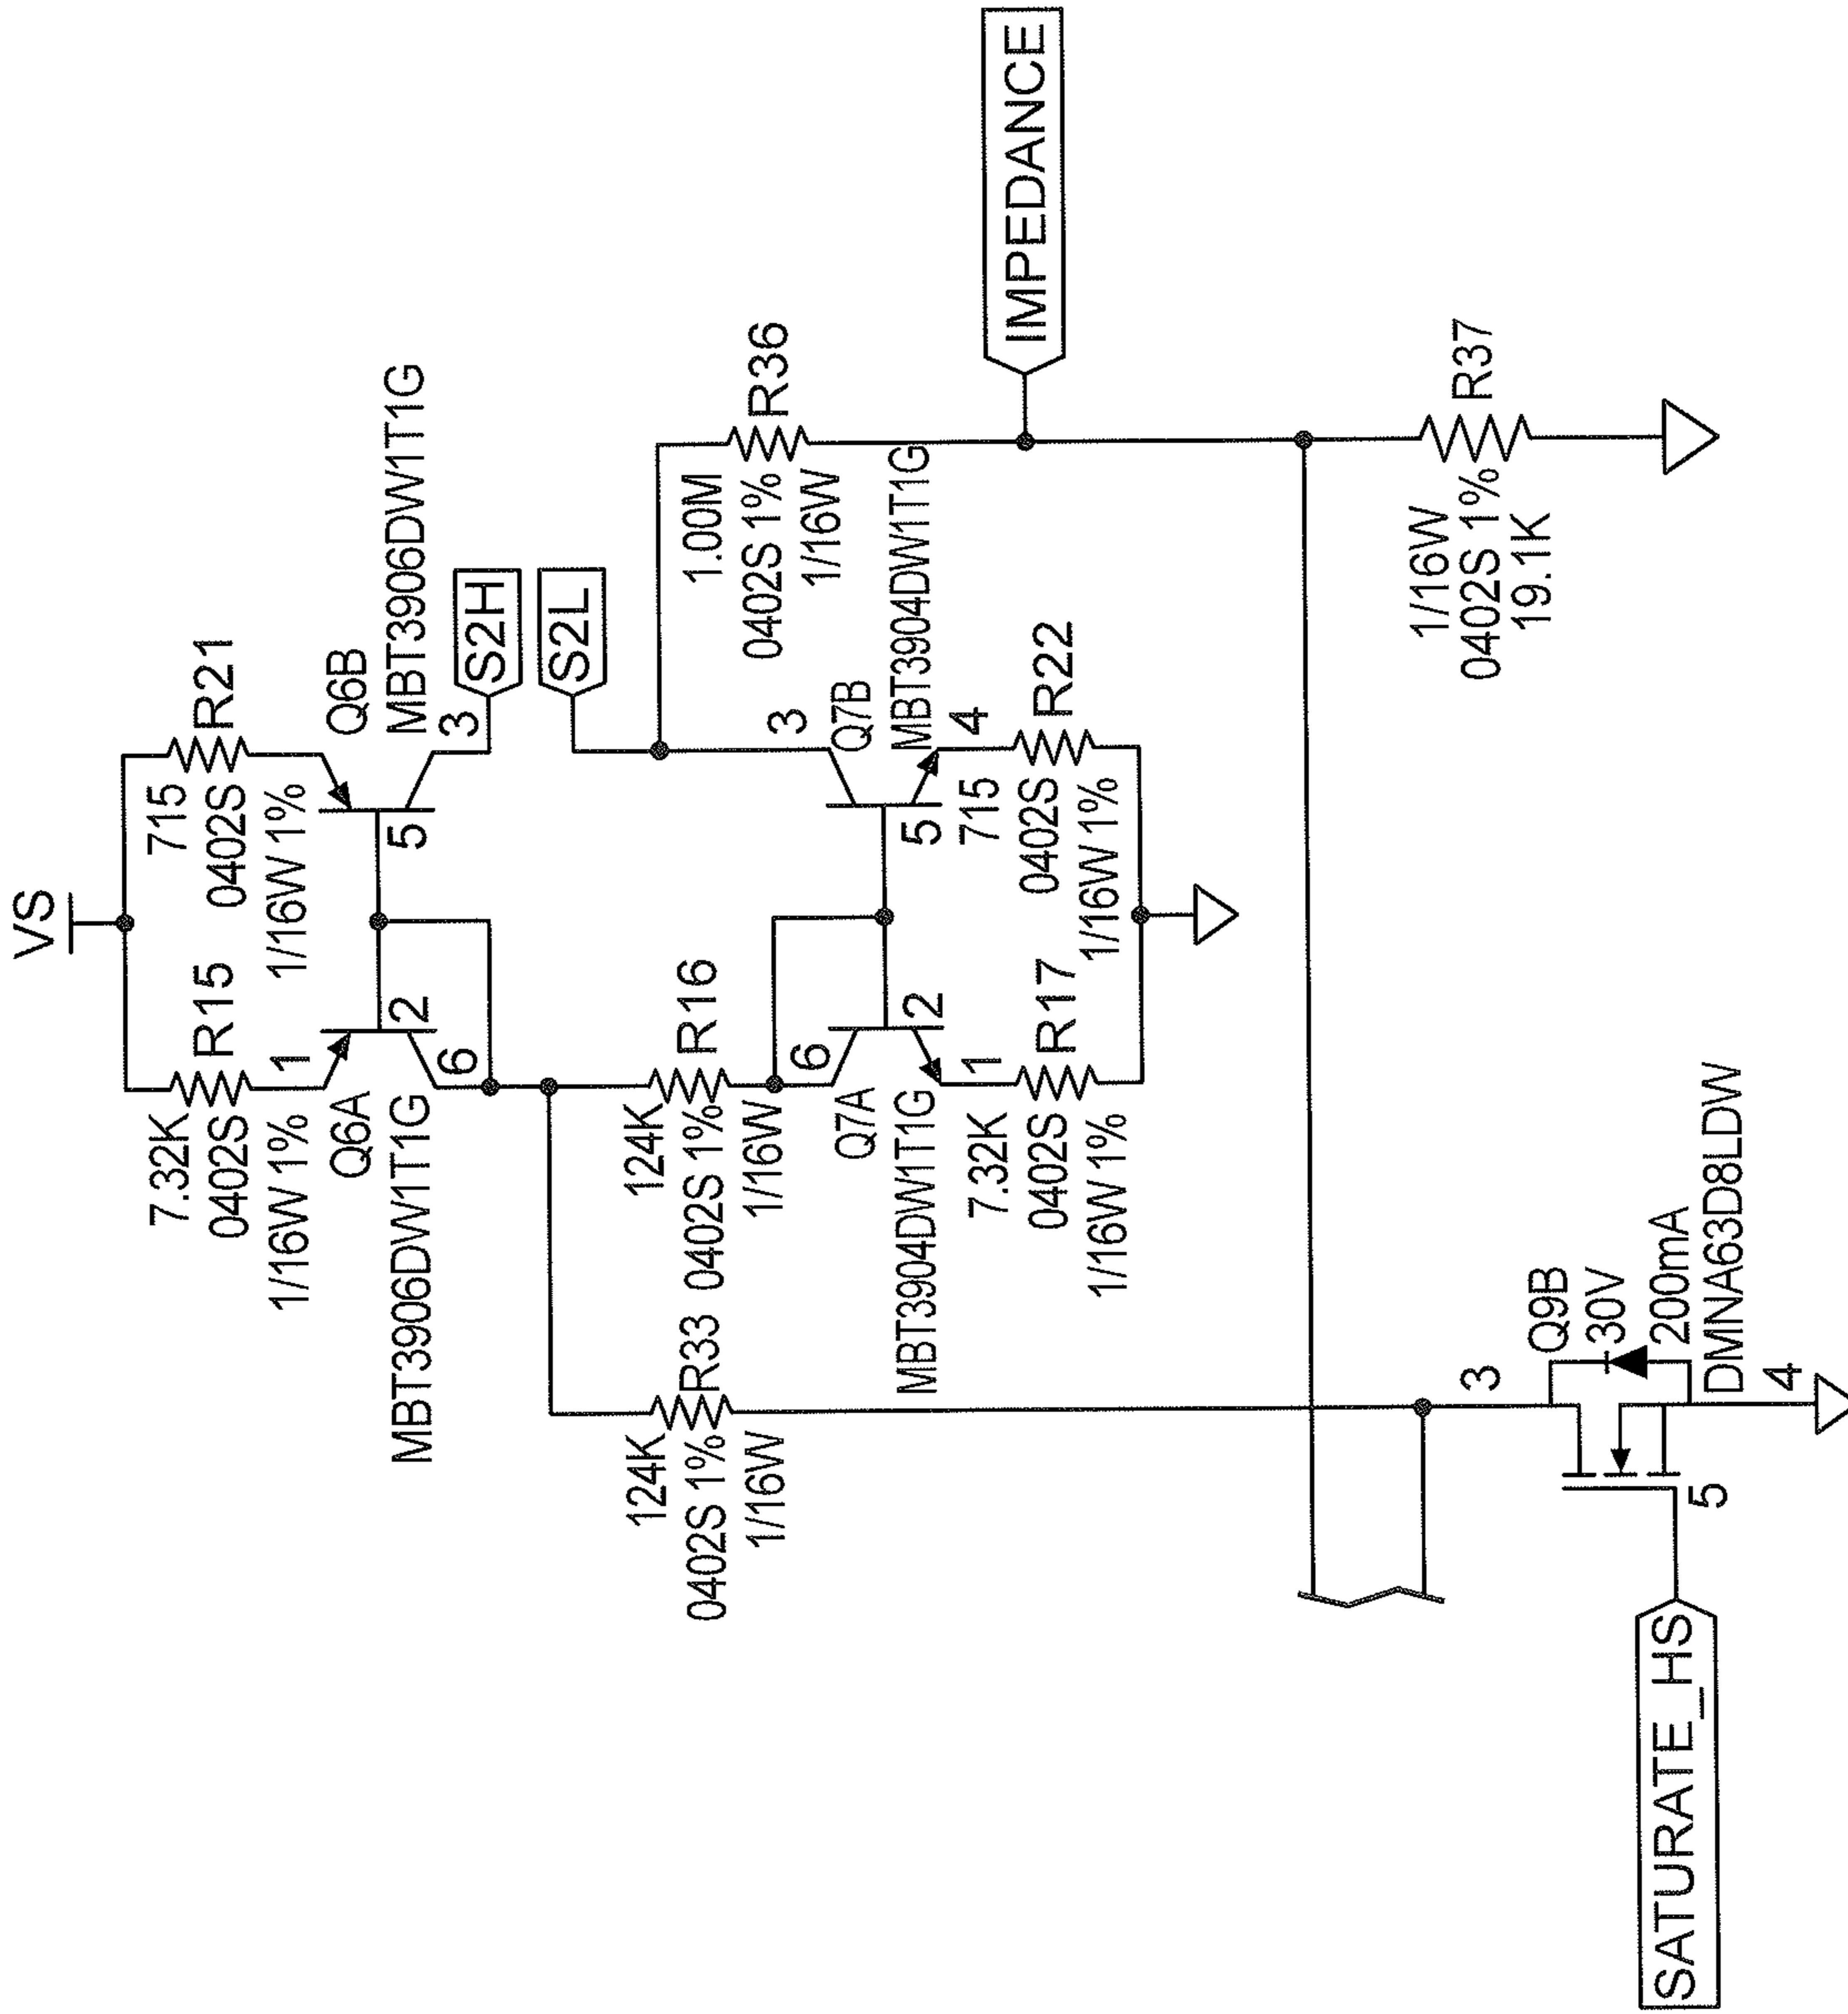 VS
7.32K
0402S
1/16W 1%
R15
715
0402S
1/16W 1%
R21
1
Q6A
MBT3906DW1T1G
2
6
5
3
Q6B
MBT3906DW1T1G
S2H
S2L
124K
0402S 1%
1/16W
R33
124K
0402S 1%
1/16W
R16
1.00M
0402S 1%
1/16W
R36
6
Q7A
MBT3904DW1T1G
2
1
3
Q7B
MBT3904DW1T1G
5
4
7.32K
0402S
1/16W 1%
R17
715
0402S
1/16W 1%
R22
IMPEDANCE
1/16W
0402S 1%
19.1K
R37
3
Q9B
30V
200mA
DMNA63D8LDW
4
5
SATURATE_HS